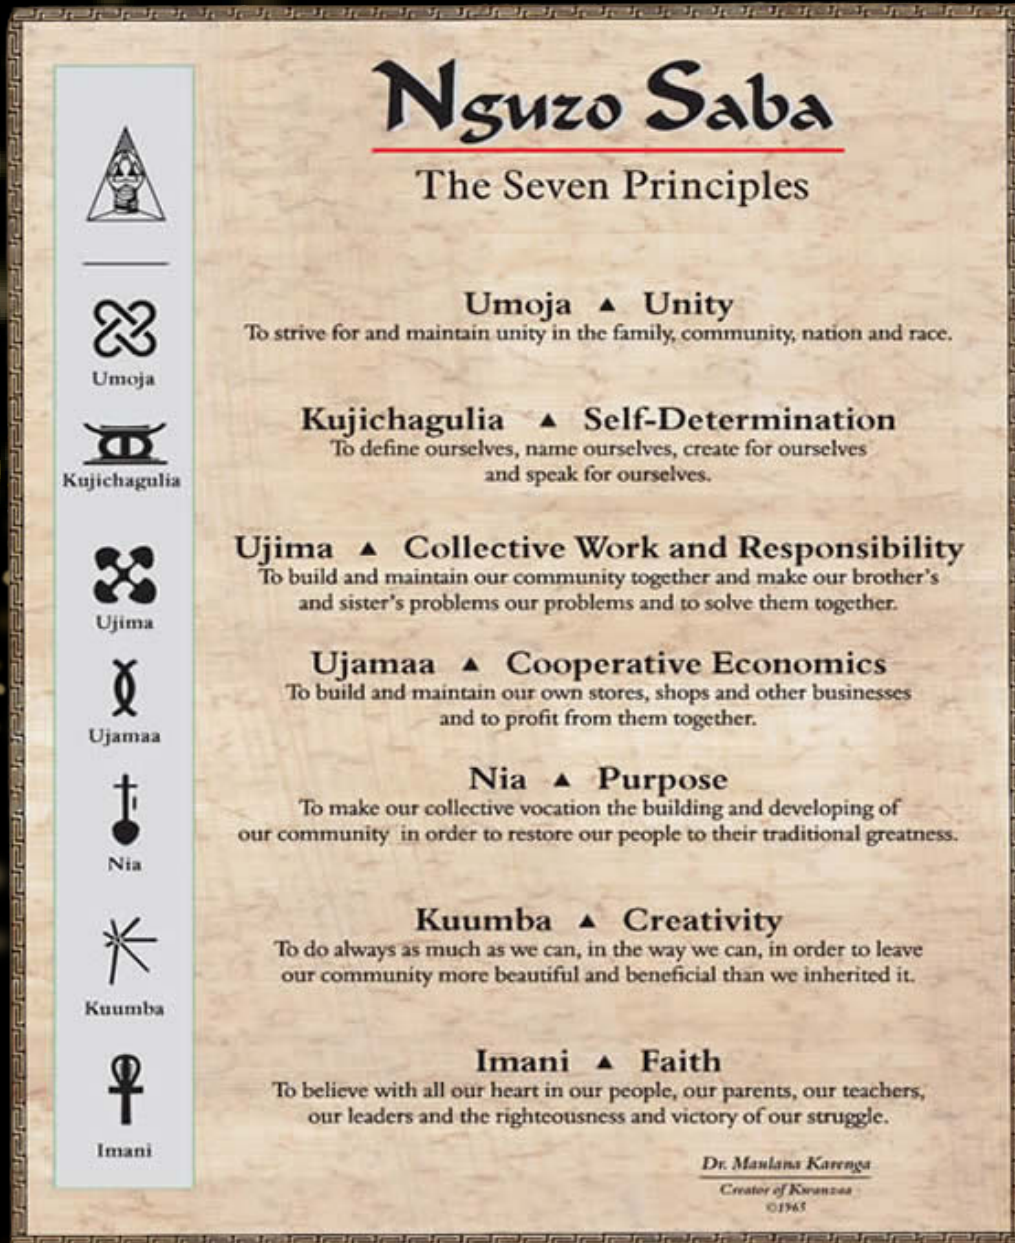 Nguzo Saba
The Seven Principles
Umoja ▲ Unity
To strive for and maintain unity in the family, community, nation and race.
Kujichagulia ▲ Self-Determination
To define ourselves, name ourselves, create for ourselves
and speak for ourselves.
Ujima ▲ Collective Work and Responsibility
To build and maintain our community together and make our brother's
and sister's problems our problems and to solve them together.
Ujamaa ▲ Cooperative Economics
To build and maintain our own stores, shops and other businesses
and to profit from them together.
Nia ▲ Purpose
To make our collective vocation the building and developing of
our community in order to restore our people to their traditional greatness.
Kuumba ▲ Creativity
To do always as much as we can, in the way we can, in order to leave
our community more beautiful and beneficial than we inherited it.
Imani ▲ Faith
To believe with all our heart in our people, our parents, our teachers,
our leaders and the righteousness and victory of our struggle.
Dr. Maulana Karenga
Creator of Kwanzaa
©1965
Umoja
Kujichagulia
Ujima
Ujamaa
Nia
Kuumba
Imani